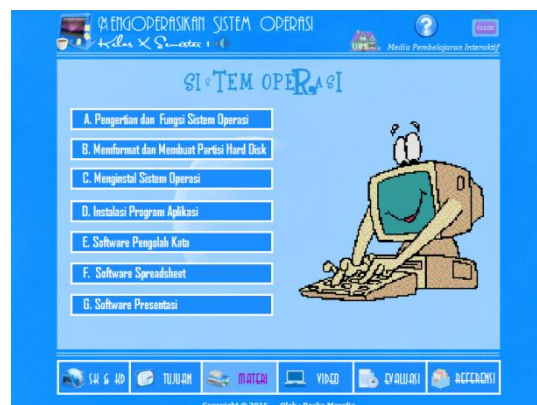 MENGOPERASIKAN SISTEM OPERASI
Kelas X Semester 1
CLOSE
Media Pembelajaran Interaktif
SISTEM OPERASI
A. Pengertian dan Fungsi Sistem Operasi
B. Memformat dan Membuat Partisi Hard Disk
C. Menginstal Sistem Operasi
D. Instalasi Program Aplikasi
E. Software Pengolah Kata
F. Software Spreadsheet
G. Software Presentasi
SK & KD
TUJUAN
MATERI
VIDEO
EVALUASI
REFERENSI